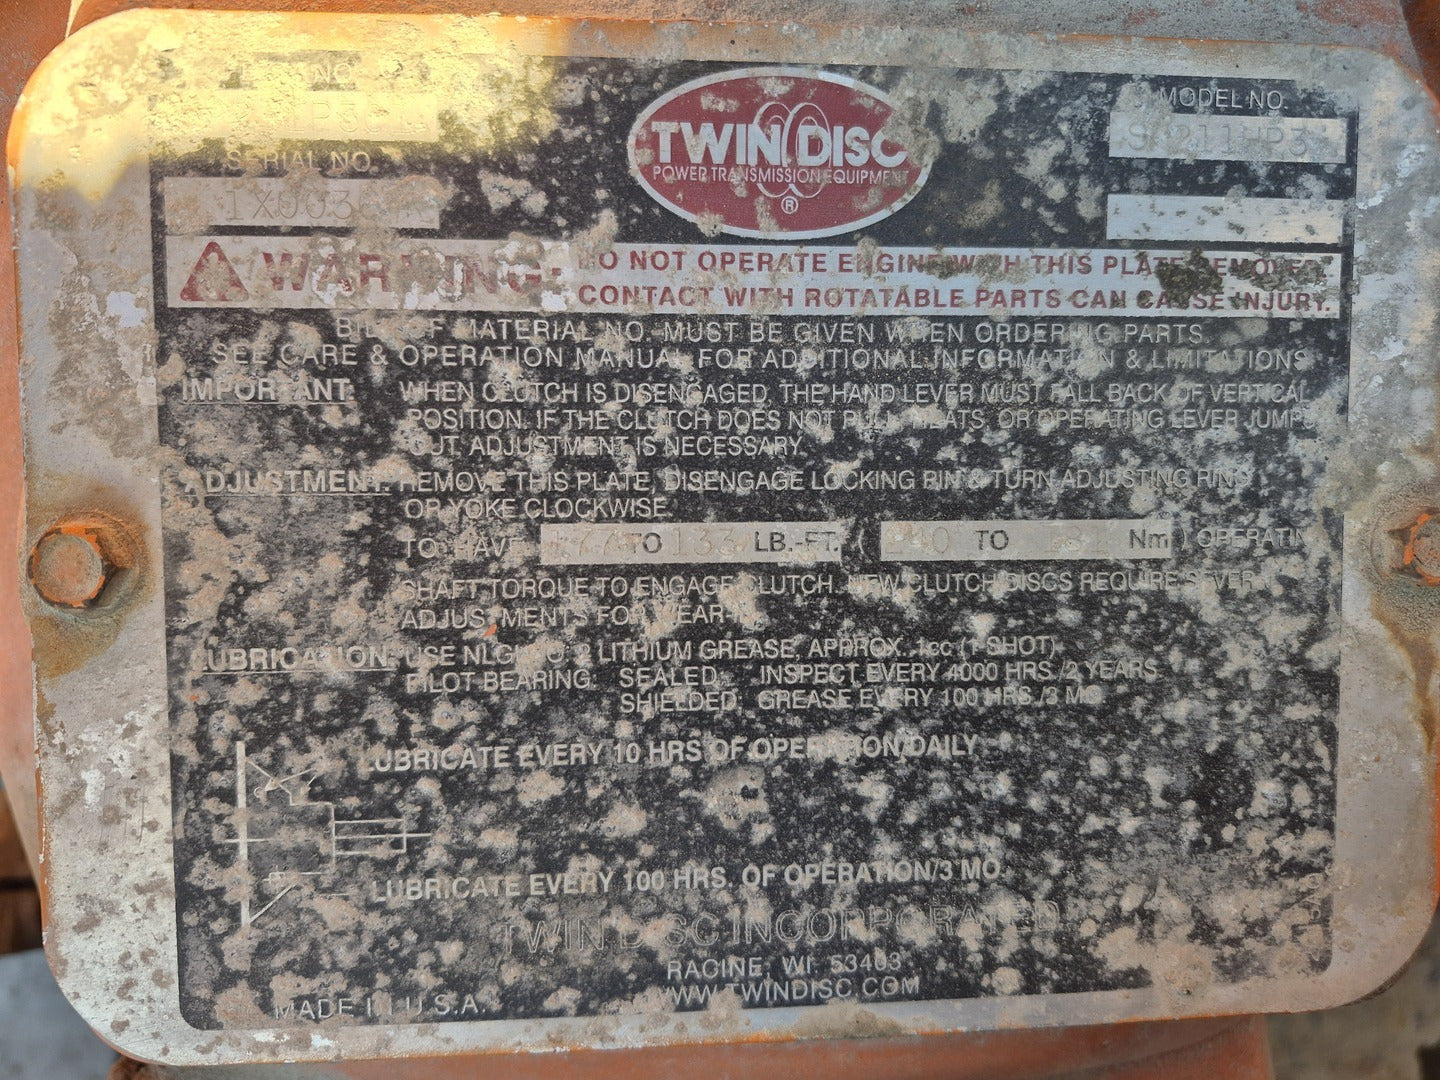 NO.
SERIAL NO.
TWIN DISC
POWER TRANSMISSION EQUIPMENT
®
MODEL NO.
WARNING: DO NOT OPERATE ENGINE WITH THIS PLATE REMOVED.
CONTACT WITH ROTATABLE PARTS CAN CAUSE INJURY.
BILL OF MATERIAL NO. MUST BE GIVEN WHEN ORDERING PARTS.
SEE CARE & OPERATION MANUAL FOR ADDITIONAL INFORMATION & LIMITATIONS
IMPORTANT: WHEN CLUTCH IS DISENGAGED, THE HAND LEVER MUST FALL BACK OF VERTICAL
POSITION. IF THE CLUTCH DOES NOT PULL, HEATS, OR OPERATING LEVER JUMPS
OUT, ADJUSTMENT IS NECESSARY.
ADJUSTMENT: REMOVE THIS PLATE, DISENGAGE LOCKING PIN & TURN ADJUSTING RING
OR YOKE CLOCKWISE
TO HAVE TO 133 LB.-FT. ( TO Nm ) OPERATING
SHAFT TORQUE TO ENGAGE CLUTCH. NEW CLUTCH DISCS REQUIRE SEVERAL
ADJUSTMENTS FOR WEAR-IN
LUBRICATION: USE NLGI NO. 2 LITHIUM GREASE, APPROX. 1cc (1 SHOT)
PILOT BEARING: SEALED: INSPECT EVERY 4000 HRS./2 YEARS
SHIELDED: GREASE EVERY 100 HRS./3 MO.
LUBRICATE EVERY 10 HRS OF OPERATION/DAILY
LUBRICATE EVERY 100 HRS. OF OPERATION/3 MO.
TWIN DISC INCORPORATED
RACINE, WI. 53403
WWW.TWINDISC.COM
MADE IN U.S.A.